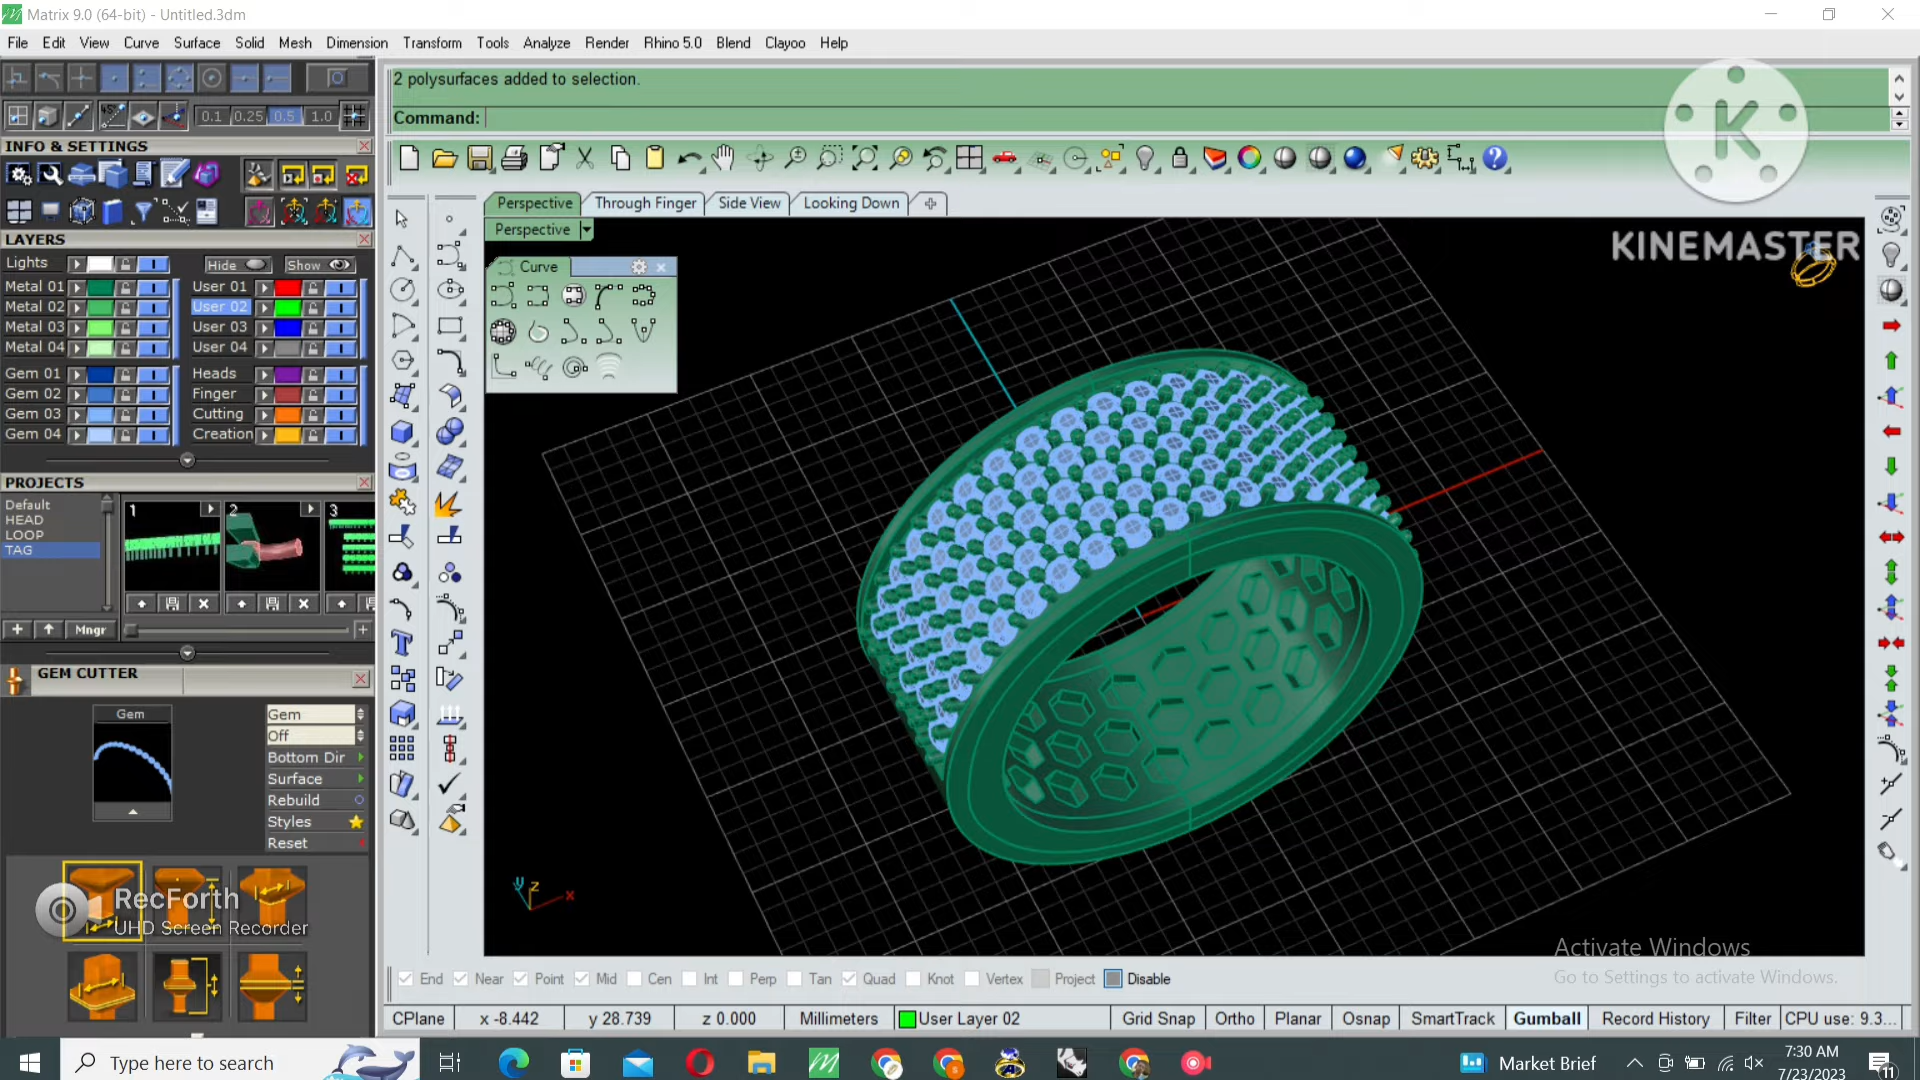 Matrix 9.0 (64-bit) - Untitled.3dm
File Edit View Curve Surface Solid Mesh Dimension Transform Tools Analyze Render Rhino 5.0 Blend Clayoo Help
2 polysurfaces added to selection.
Command:
0.1 0.25 0.5 1.0
INFO & SETTINGS
LAYERS
Lights Hide Show
Metal 01 User 01
Metal 02 User 02
Metal 03 User 03
Metal 04 User 04
Gem 01 Heads
Gem 02 Finger
Gem 03 Cutting
Gem 04 Creation
PROJECTS
Default
HEAD
LOOP
TAG
1 2 3
Mngr
GEM CUTTER
Gem
Gem
Off
Bottom Dir
Surface
Rebuild
Styles
Reset
RecForth
UHD Screen Recorder
Perspective Through Finger Side View Looking Down
Perspective
Curve
K
KINEMASTER
y z x
Activate Windows
Go to Settings to activate Windows.
End Near Point Mid Cen Int Perp Tan Quad Knot Vertex Project Disable
CPlane x -8.442 y 28.739 z 0.000 Millimeters User Layer 02 Grid Snap Ortho Planar Osnap SmartTrack Gumball Record History Filter CPU use: 9.3...
Type here to search
Market Brief
7:30 AM
7/23/2023
11